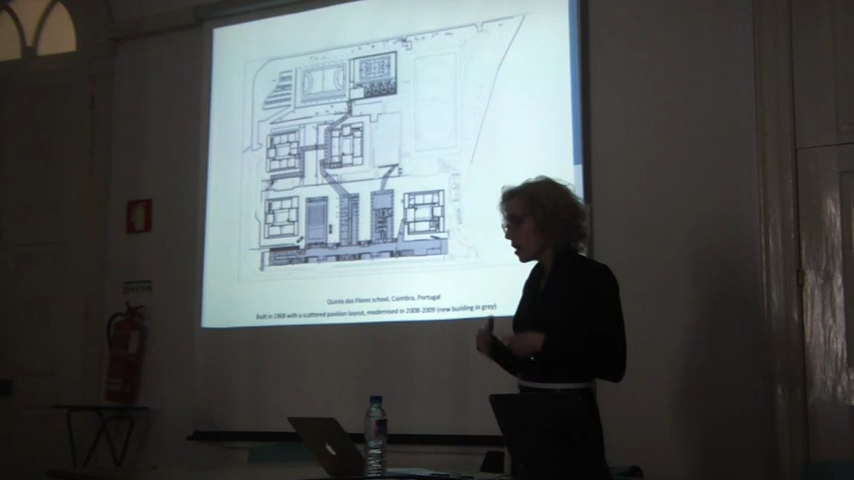 Quinta das Flores school, Coimbra, Portugal
Built in 1968 with a scattered pavilion layout, modernised in 2008-2009 (new building in grey)